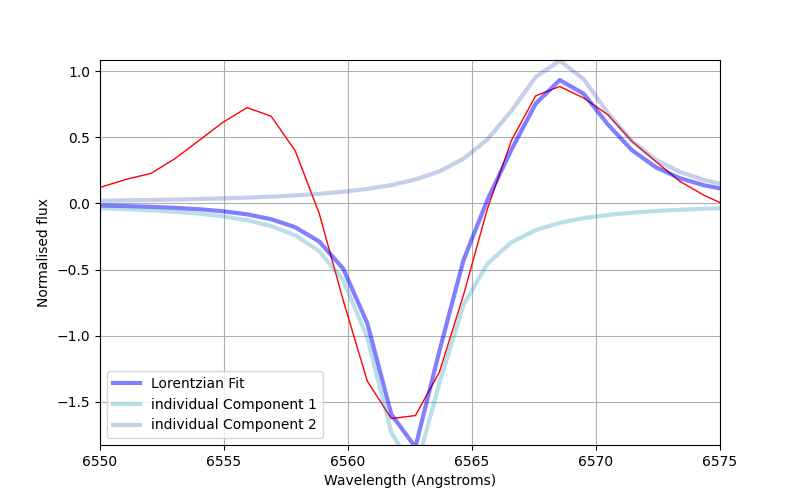 1.0
0.5
0.0
−0.5
−1.0
−1.5
Normalised flux
Lorentzian Fit
individual Component 1
individual Component 2
6550 6555 6560 6565 6570 6575
Wavelength (Angstroms)